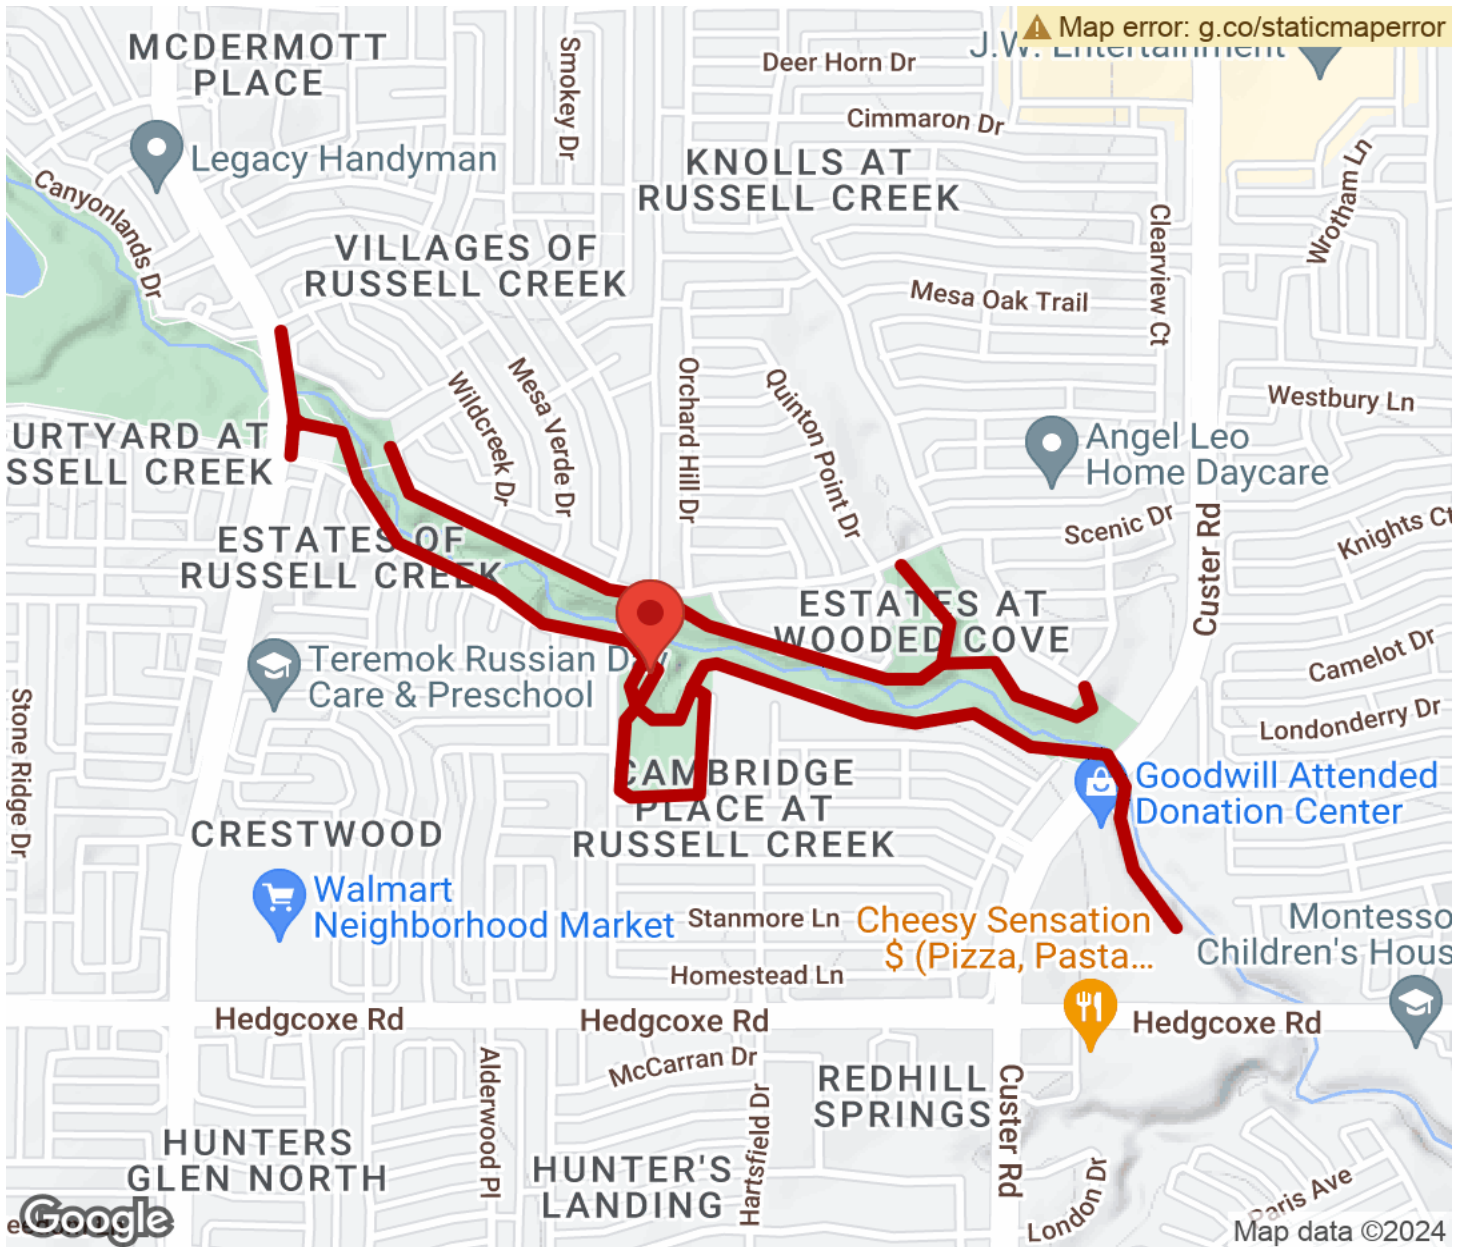 Map error: g.co/staticmaperror
MCDERMOTT
PLACE
Smokey Dr
Deer Horn Dr
J.W. Entertainment
Cimmaron Dr
Legacy Handyman
KNOLLS AT
RUSSELL CREEK
Wrotham Ln
Canyonlands Dr
VILLAGES OF
RUSSELL CREEK
Clearview Ct
Mesa Oak Trail
Wildcreek Dr
Mesa Verde Dr
Orchard Hill Dr
Quinton Point Dr
Westbury Ln
URTYARD AT
SSELL CREEK
Angel Leo
Home Daycare
Scenic Dr
Custer Rd
Knights Ct
ESTATES OF
RUSSELL CREEK
ESTATES AT
WOODED COVE
Teremok Russian Day
Care & Preschool
Camelot Dr
Stone Ridge Dr
Londonderry Dr
CAMBRIDGE
PLACE AT
RUSSELL CREEK
Goodwill Attended
Donation Center
CRESTWOOD
Walmart
Neighborhood Market
Stanmore Ln
Cheesy Sensation
$ (Pizza, Pasta...
Montesso
Children's Hous
Homestead Ln
Hedgcoxe Rd
Hedgcoxe Rd
Hedgcoxe Rd
Alderwood Pl
McCarran Dr
Hartsfield Dr
REDHILL
SPRINGS
Custer Rd
HUNTERS
GLEN NORTH
HUNTER'S
LANDING
London Dr
Paris Ave
Google
Map data ©2024